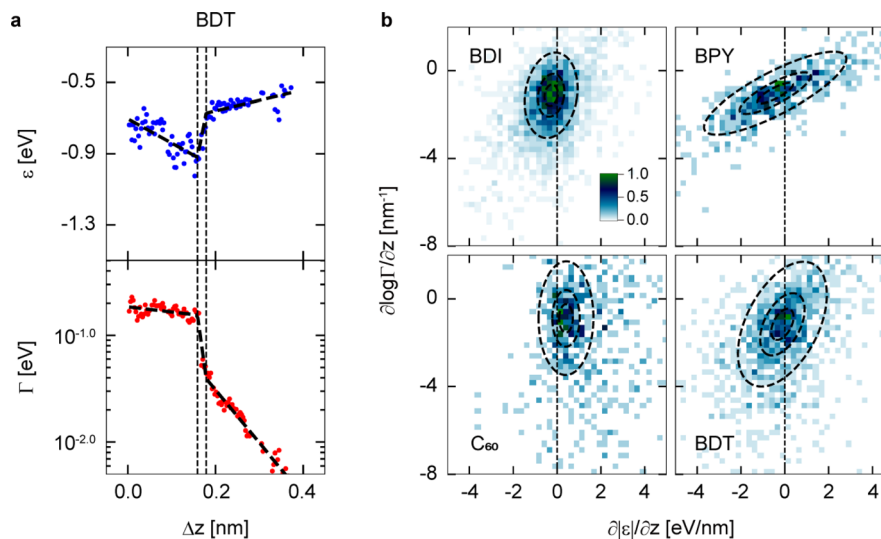 a
BDT
-0.5
-0.9
-1.3
ε [eV]
10^-1.0
10^-2.0
Γ [eV]
0.0 0.2 0.4
Δz [nm]
b
BDI
BPY
0
-4
-8
1.0
0.5
0.0
∂logΓ/∂z [nm⁻¹]
C₆₀
BDT
0
-4
-8
-4 -2 0 2 4
-4 -2 0 2 4
∂|ε|/∂z [eV/nm]